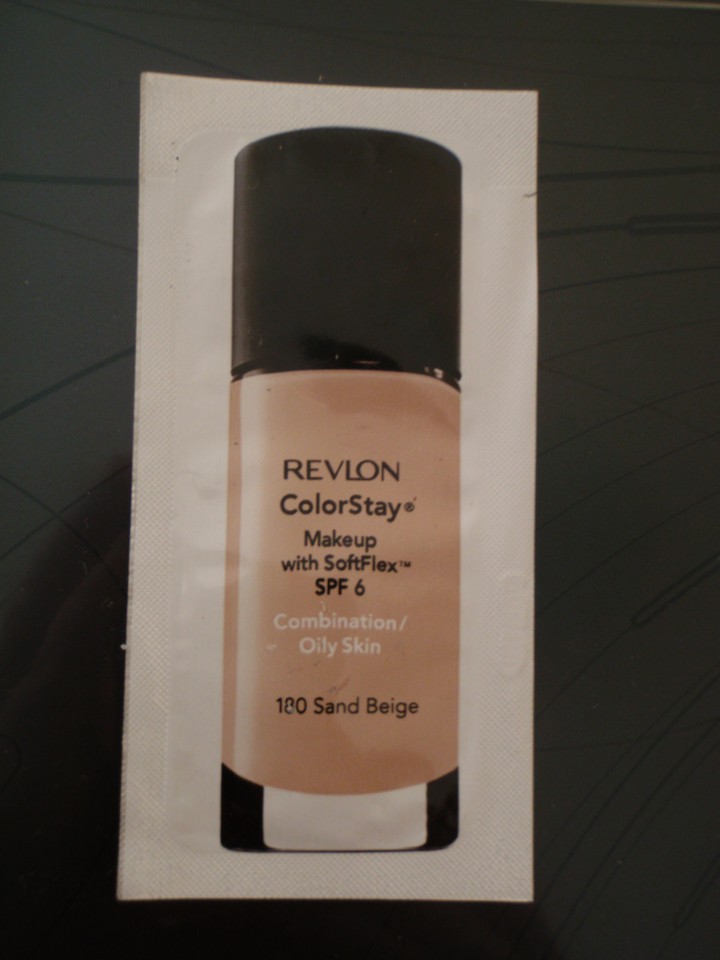 REVLON
ColorStay®
Makeup
with SoftFlex™
SPF 6
Combination/
Oily Skin
180 Sand Beige